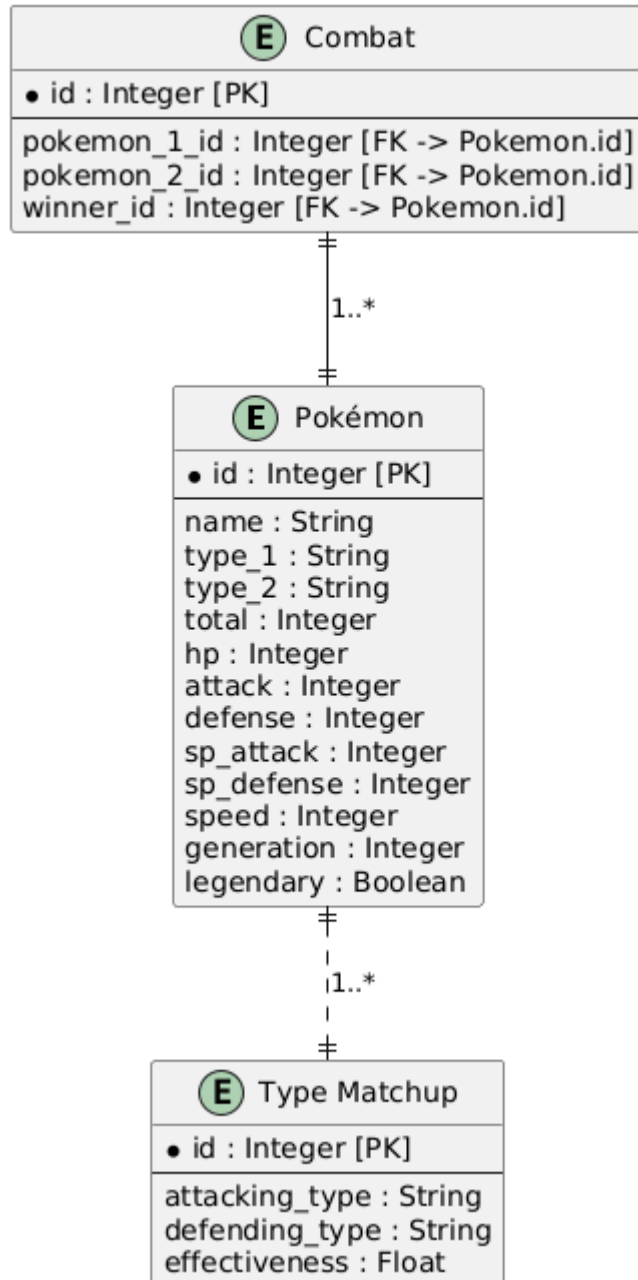 E Combat
• id : Integer [PK]
pokemon_1_id : Integer [FK -> Pokemon.id]
pokemon_2_id : Integer [FK -> Pokemon.id]
winner_id : Integer [FK -> Pokemon.id]
1..*
E Pokémon
• id : Integer [PK]
name : String
type_1 : String
type_2 : String
total : Integer
hp : Integer
attack : Integer
defense : Integer
sp_attack : Integer
sp_defense : Integer
speed : Integer
generation : Integer
legendary : Boolean
1..*
E Type Matchup
• id : Integer [PK]
attacking_type : String
defending_type : String
effectiveness : Float